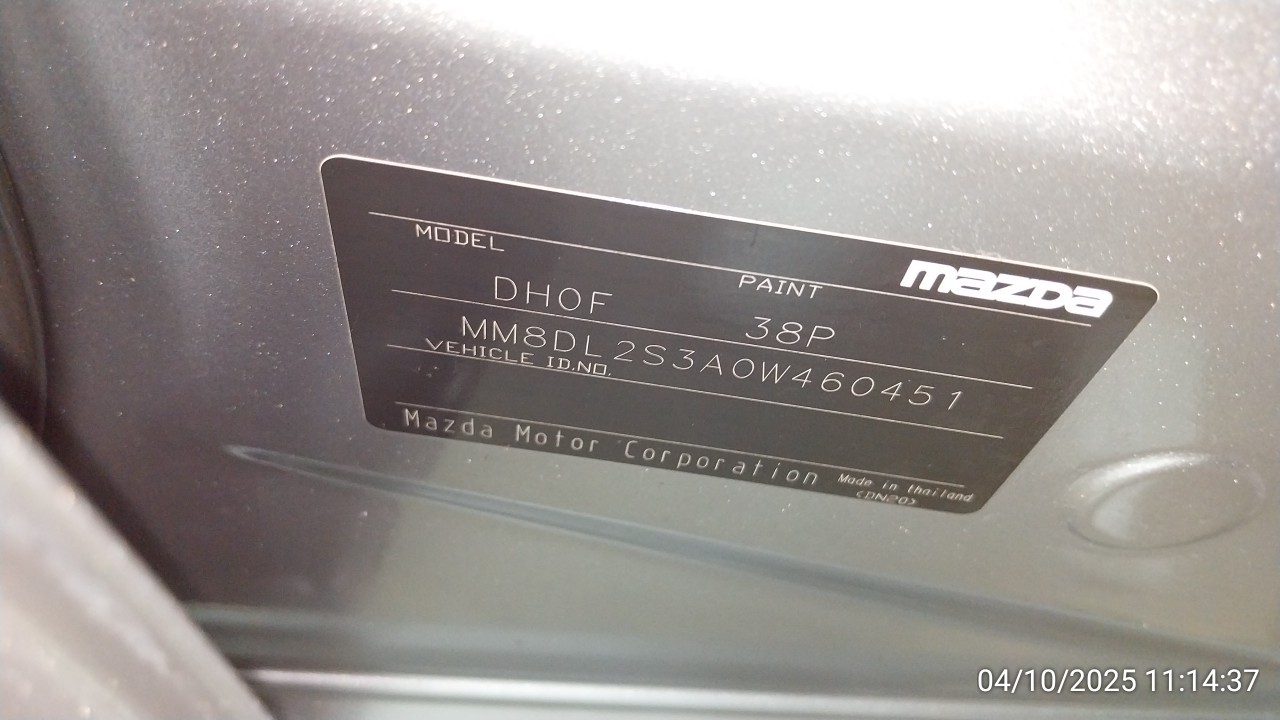 mazda
MODEL PAINT
DH0F 38P
MM8DL2S3A0W460451
VEHICLE ID.NO.
Mazda Motor Corporation Made in thailand
(DN20)
04/10/2025 11:14:37